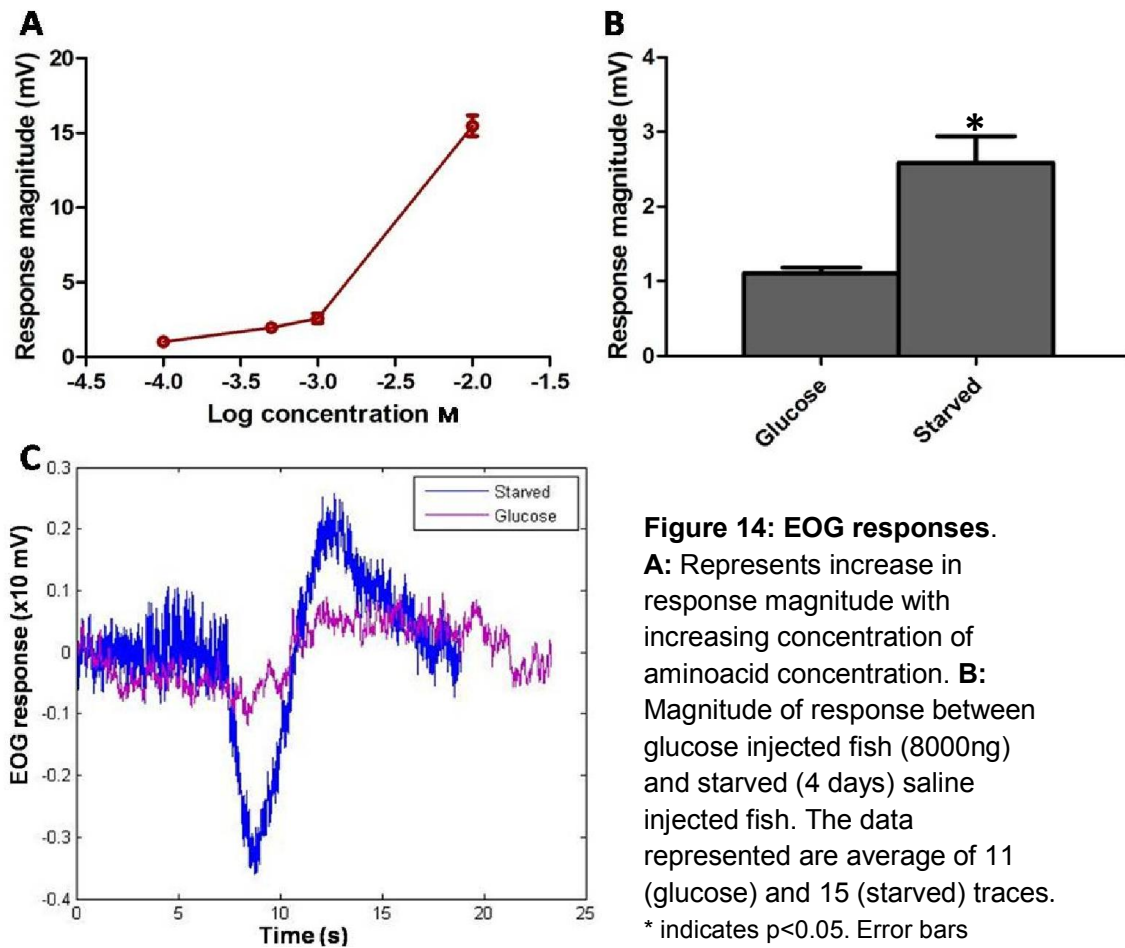 A
Response magnitude (mV)
20
15
10
5
0
-4.5 -4.0 -3.5 -3.0 -2.5 -2.0 -1.5
Log concentration M
B
Response magnitude (mV)
4
3
2
1
0
*
Glucose
Starved
C
EOG response (x10 mV)
0.3
0.2
0.1
0
-0.1
-0.2
-0.3
-0.4
0 5 10 15 20 25
Time (s)
Starved
Glucose
Figure 14: EOG responses.
A: Represents increase in
response magnitude with
increasing concentration of
aminoacid concentration. B:
Magnitude of response between
glucose injected fish (8000ng)
and starved (4 days) saline
injected fish. The data
represented are average of 11
(glucose) and 15 (starved) traces.
* indicates p<0.05. Error bars